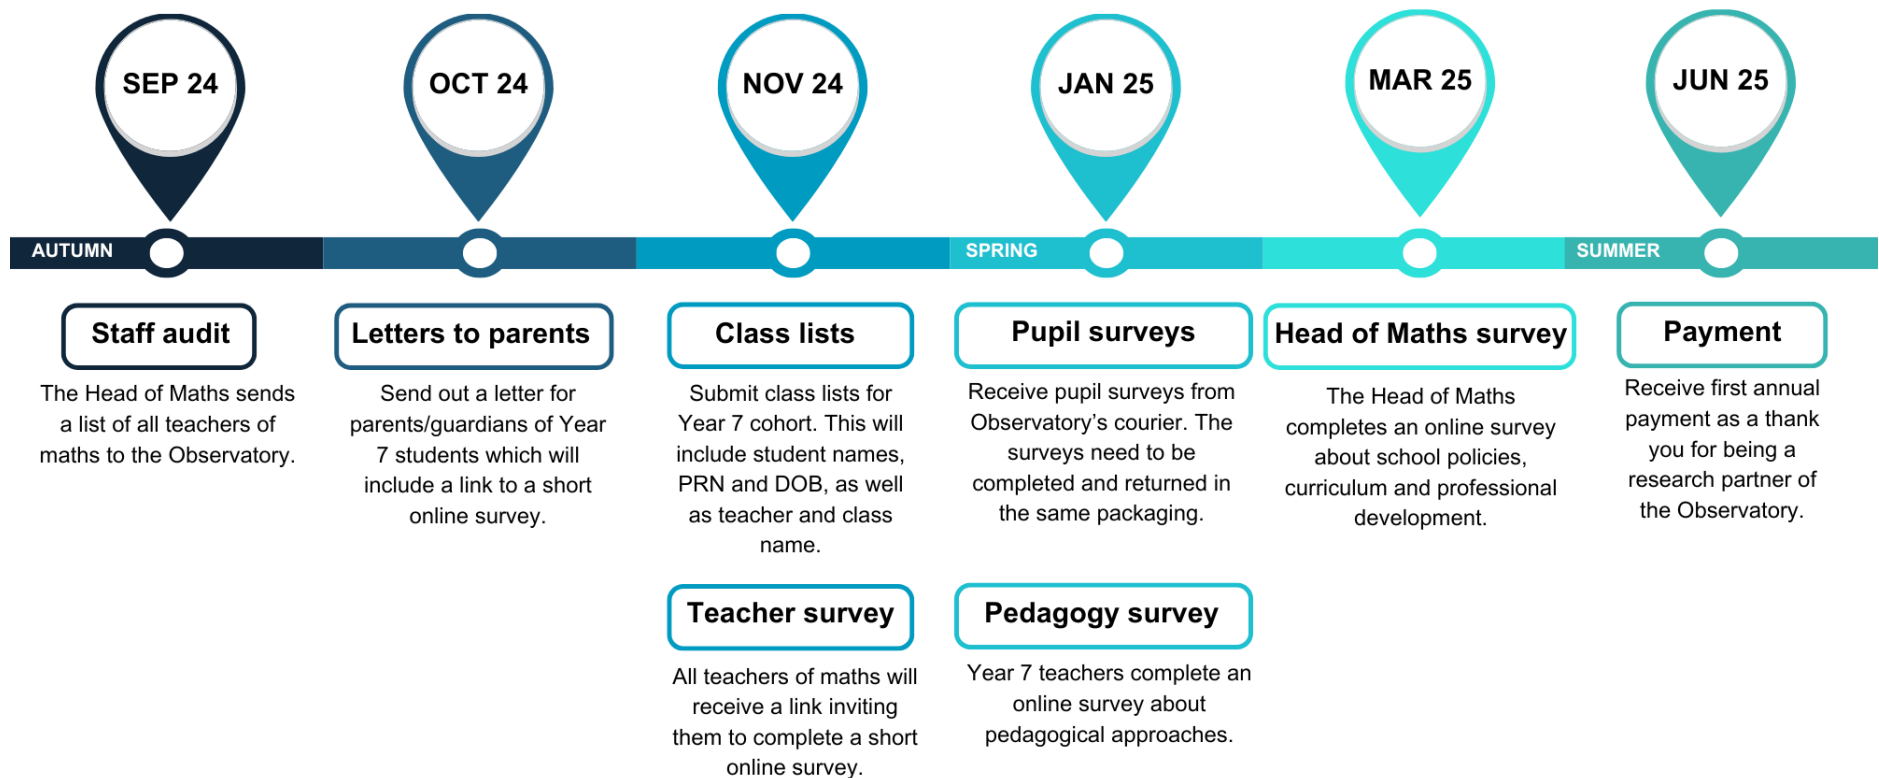 SEP 24
OCT 24
NOV 24
JAN 25
MAR 25
JUN 25
AUTUMN
SPRING
SUMMER
Staff audit
The Head of Maths sends
a list of all teachers of
maths to the Observatory.
Letters to parents
Send out a letter for
parents/guardians of Year
7 students which will
include a link to a short
online survey.
Class lists
Submit class lists for
Year 7 cohort. This will
include student names,
PRN and DOB, as well
as teacher and class
name.
Teacher survey
All teachers of maths will
receive a link inviting
them to complete a short
online survey.
Pupil surveys
Receive pupil surveys from
Observatory’s courier. The
surveys need to be
completed and returned in
the same packaging.
Pedagogy survey
Year 7 teachers complete an
online survey about
pedagogical approaches.
Head of Maths survey
The Head of Maths
completes an online survey
about school policies,
curriculum and professional
development.
Payment
Receive first annual
payment as a thank
you for being a
research partner of
the Observatory.